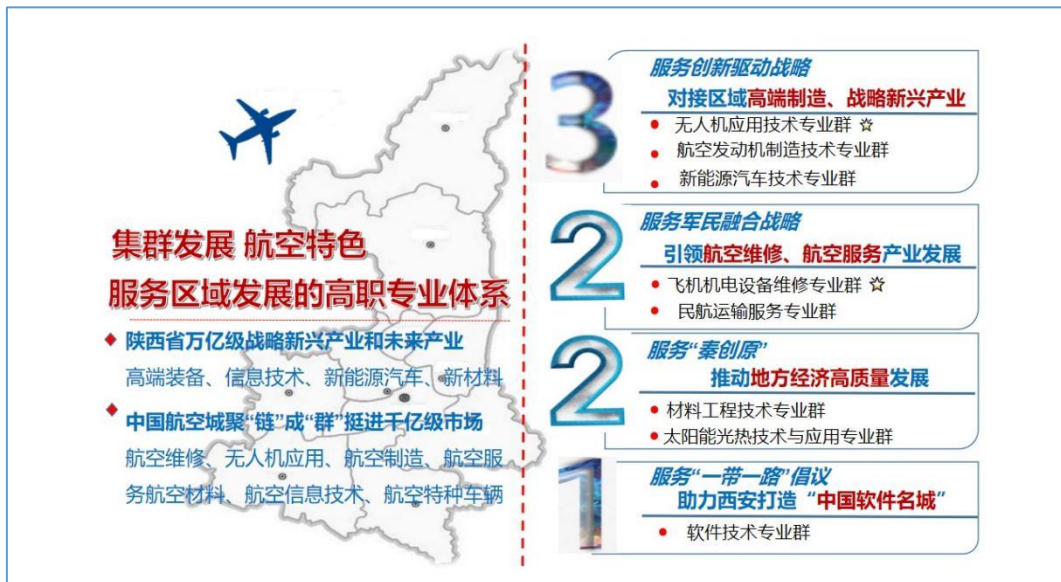 集群发展 航空特色
服务区域发展的高职专业体系
陕西省万亿级战略新兴产业和未来产业
高端装备、信息技术、新能源汽车、新材料
中国航空城聚“链”成“群”挺进千亿级市场
航空维修、无人机应用、航空制造、航空服
务航空材料、航空信息技术、航空特种车辆
3
服务创新驱动战略
对接区域高端制造、战略新兴产业
无人机应用技术专业群 ☆
航空发动机制造技术专业群
新能源汽车技术专业群
2
服务军民融合战略
引领航空维修、航空服务产业发展
飞机机电设备维修专业群 ☆
民航运输服务专业群
2
服务“秦创原”
推动地方经济高质量发展
材料工程技术专业群
太阳能光热技术与应用专业群
1
服务“一带一路”倡议
助力西安打造“中国软件名城”
软件技术专业群